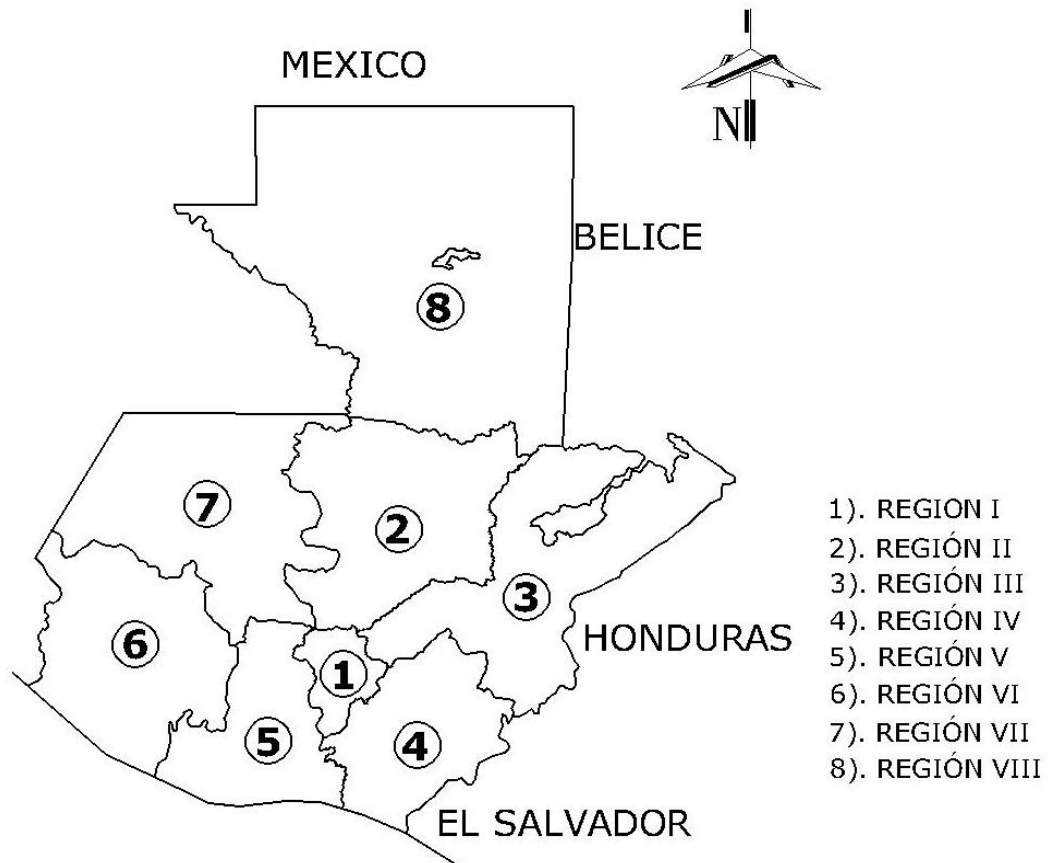 MEXICO
N
BELICE
8
7
2
3
HONDURAS
6
1
5
4
EL SALVADOR
1). REGION I
2). REGIÓN II
3). REGIÓN III
4). REGIÓN IV
5). REGIÓN V
6). REGIÓN VI
7). REGIÓN VII
8). REGIÓN VIII